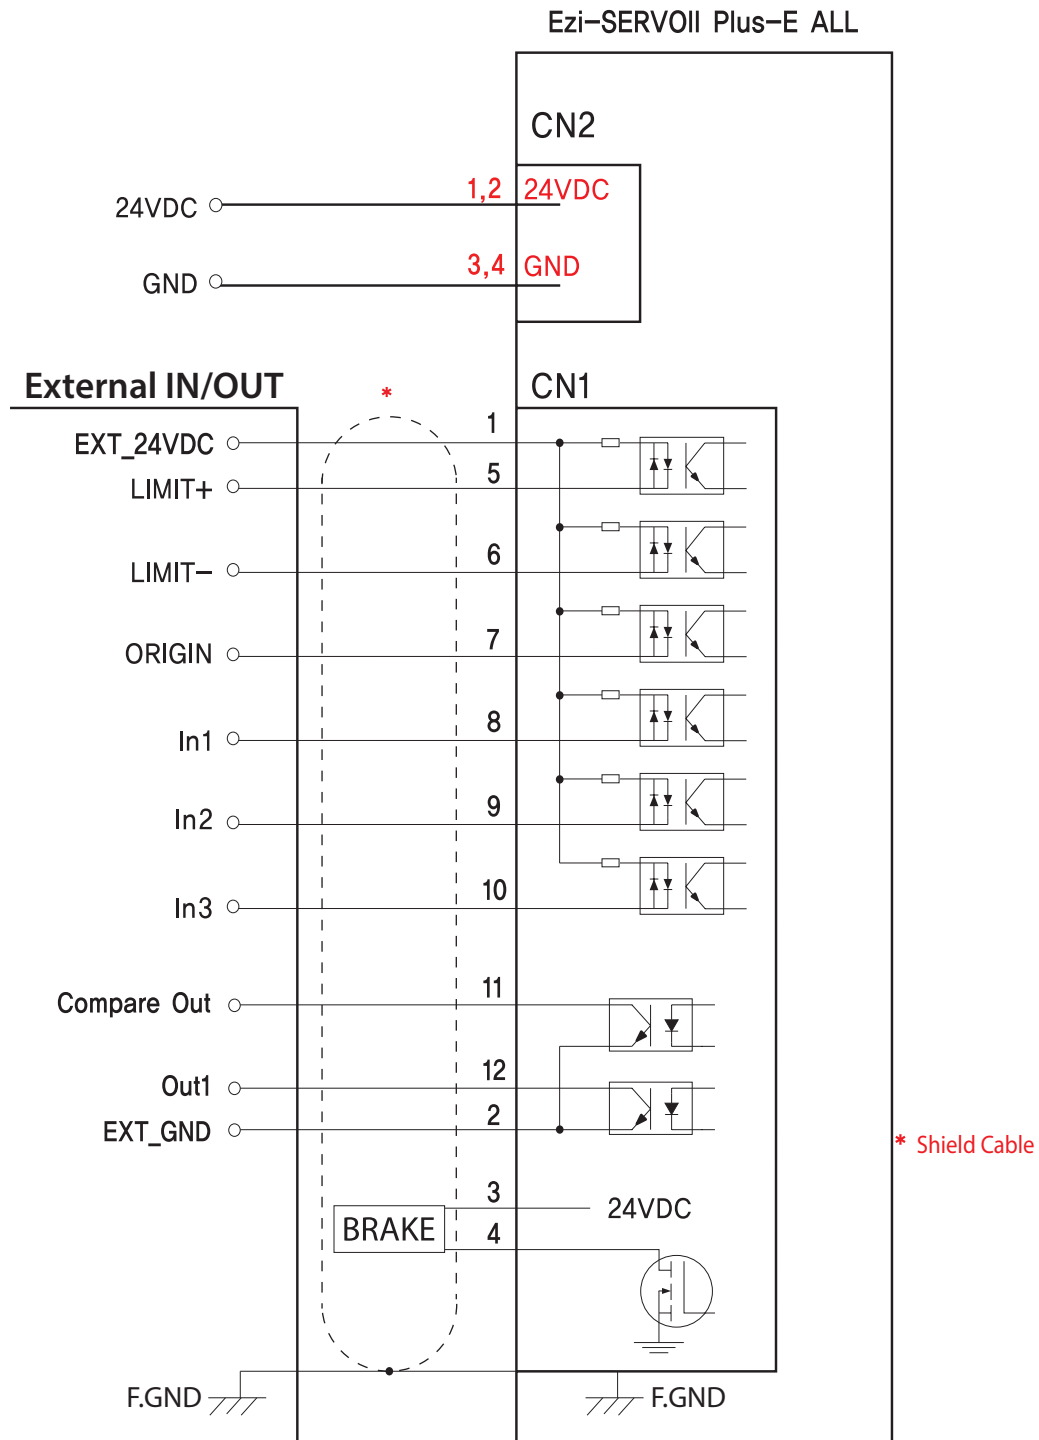 Ezi-SERVOII Plus-E ALL
CN2
24VDC 1,2 24VDC
GND 3,4 GND
External IN/OUT * CN1
EXT_24VDC 1
LIMIT+ 5
LIMIT- 6
ORIGIN 7
In1 8
In2 9
In3 10
Compare Out 11
Out1 12
EXT_GND 2
* Shield Cable
3 24VDC
BRAKE 4
F.GND F.GND